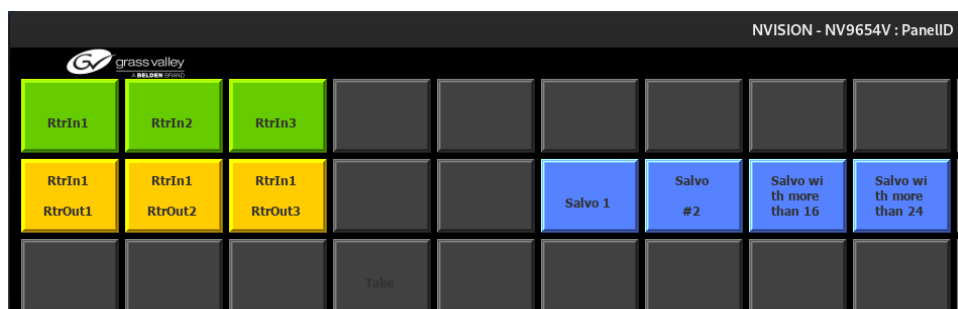 NVISION - NV9654V : PanelID
GV grass valley
A BELDEN BRAND
RtrIn1
RtrIn2
RtrIn3
RtrIn1
RtrOut1
RtrIn1
RtrOut2
RtrIn1
RtrOut3
Salvo 1
Salvo
#2
Salvo wi
th more
than 16
Salvo wi
th more
than 24
Take